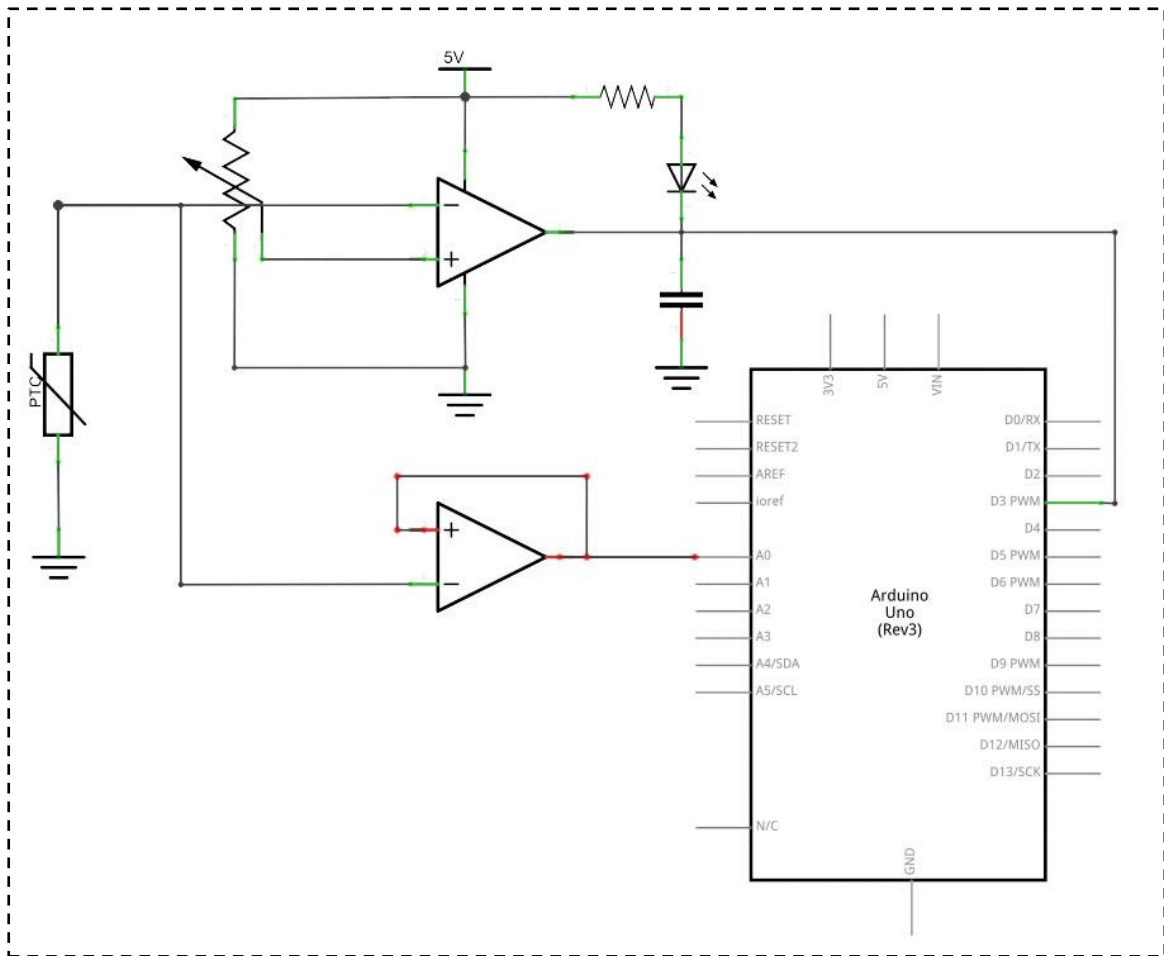 5V
−
+
PTC
+
−
3V3
5V
VIN
RESET
RESET2
AREF
ioref
A0
A1
A2
A3
A4/SDA
A5/SCL
N/C
Arduino
Uno
(Rev3)
D0/RX
D1/TX
D2
D3 PWM
D4
D5 PWM
D6 PWM
D7
D8
D9 PWM
D10 PWM/SS
D11 PWM/MOSI
D12/MISO
D13/SCK
GND